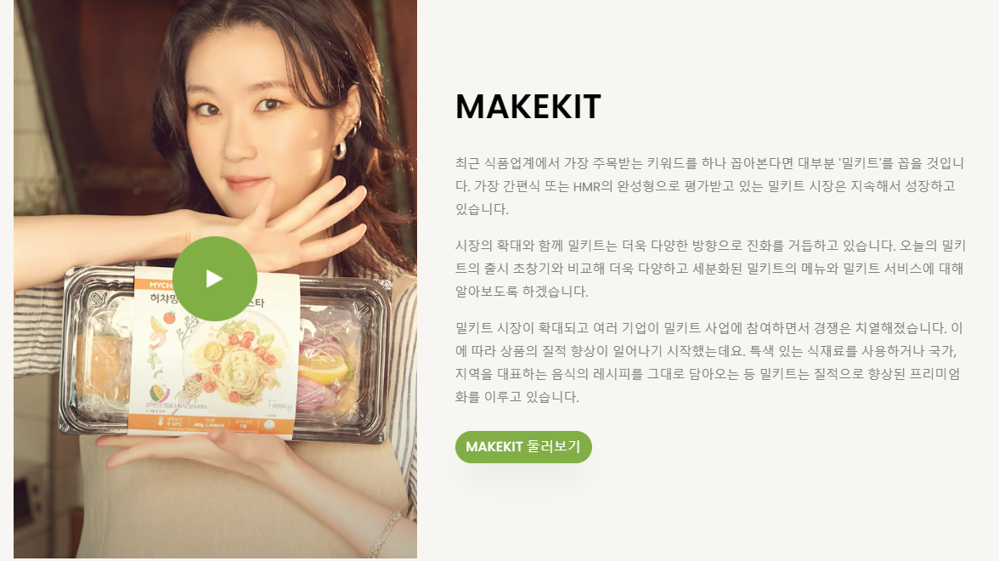 MAKEKIT
최근 식품업계에서 가장 주목받는 키워드를 하나 꼽아본다면 대부분 '밀키트'를 꼽을 것입니
다. 가장 간편식 또는 HMR의 완성형으로 평가받고 있는 밀키트 시장은 지속해서 성장하고
있습니다.
시장의 확대와 함께 밀키트는 더욱 다양한 방향으로 진화를 거듭하고 있습니다. 오늘의 밀키
트의 출시 초창기와 비교해 더욱 다양하고 세분화된 밀키트의 메뉴와 밀키트 서비스에 대해
알아보도록 하겠습니다.
밀키트 시장이 확대되고 여러 기업이 밀키트 사업에 참여하면서 경쟁은 치열해졌습니다. 이
에 따라 상품의 질적 향상이 일어나기 시작했는데요. 특색 있는 식재료를 사용하거나 국가,
지역을 대표하는 음식의 레시피를 그대로 담아오는 등 밀키트는 질적으로 향상된 프리미엄
화를 이루고 있습니다.
MAKEKIT 둘러보기